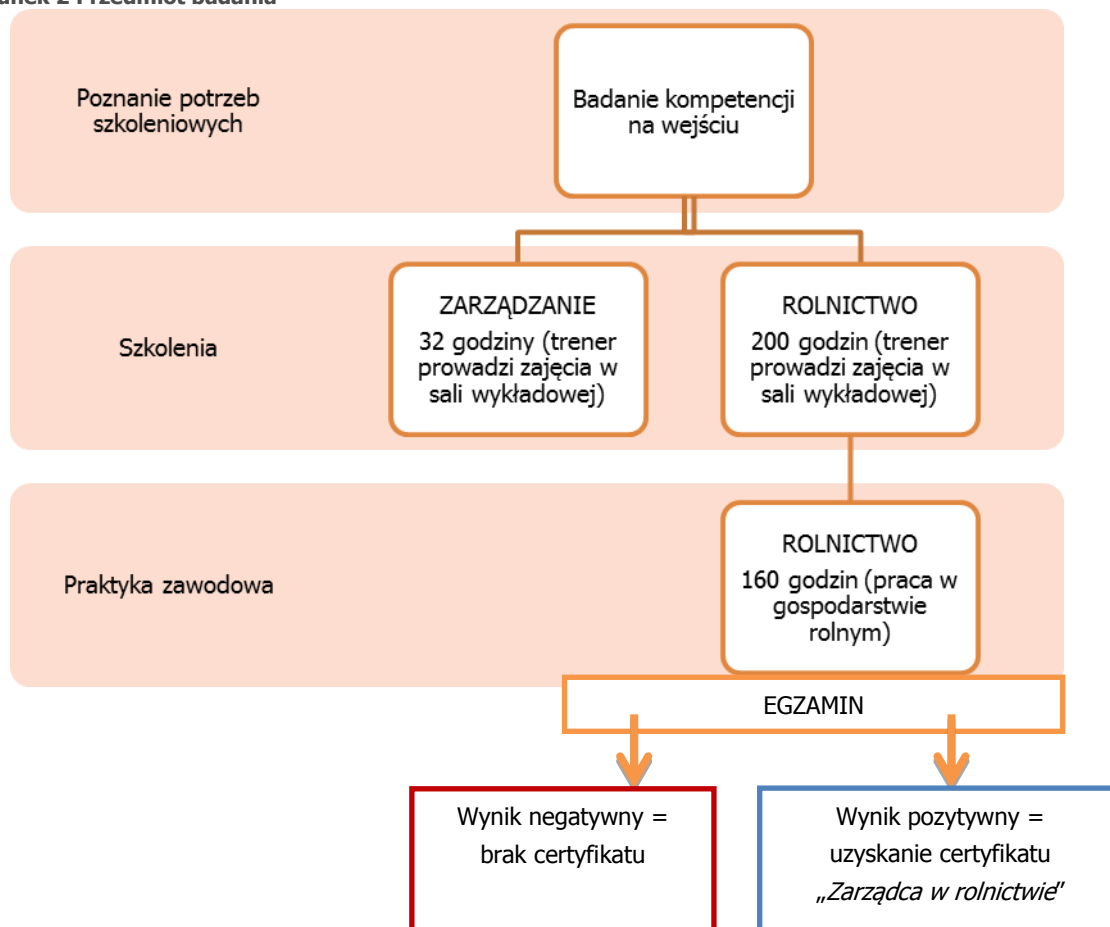 Poznanie potrzeb
szkoleniowych
Badanie kompetencji
na wejściu
Szkolenia
ZARZĄDZANIE
32 godziny (trener
prowadzi zajęcia w
sali wykładowej)
ROLNICTWO
200 godzin (trener
prowadzi zajęcia w
sali wykładowej)
Praktyka zawodowa
ROLNICTWO
160 godzin (praca w
gospodarstwie
rolnym)
EGZAMIN
Wynik negatywny =
brak certyfikatu
Wynik pozytywny =
uzyskanie certyfikatu
„Zarządca w rolnictwie”